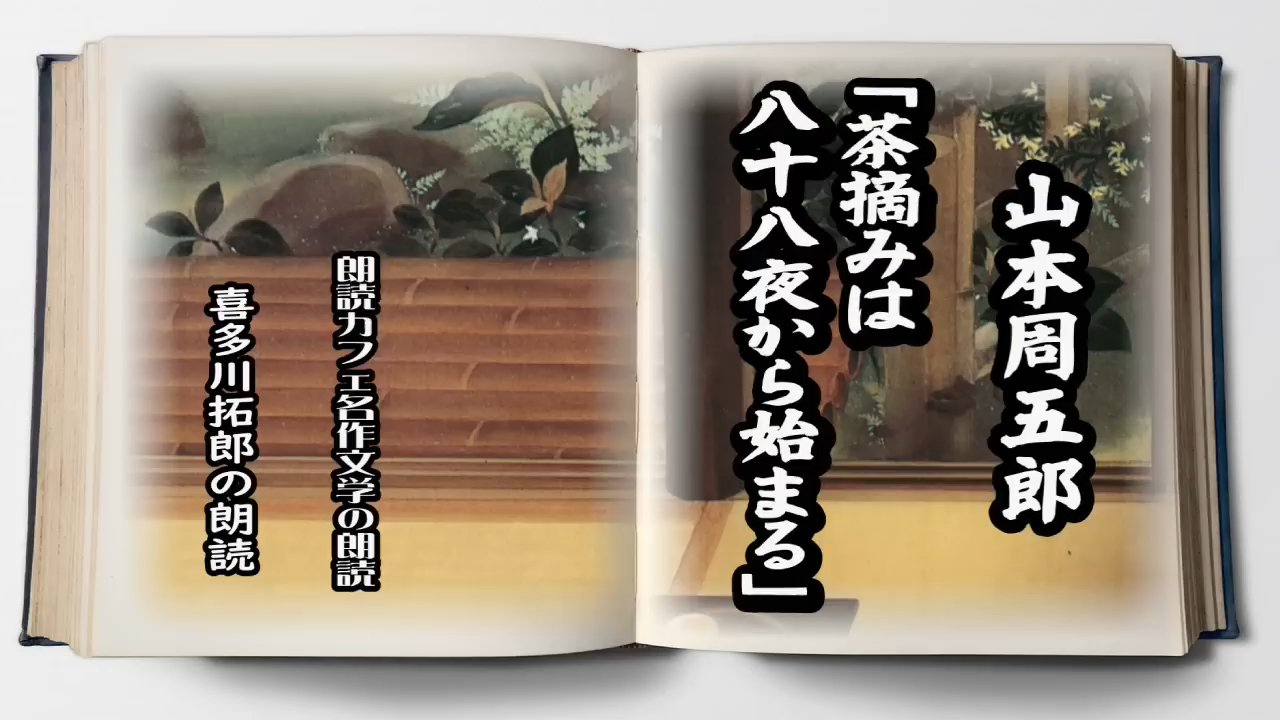 山本周五郎
「茶摘みは
八十八夜から始まる」
朗読カフェ名作文学の朗読
喜多川拓郎の朗読